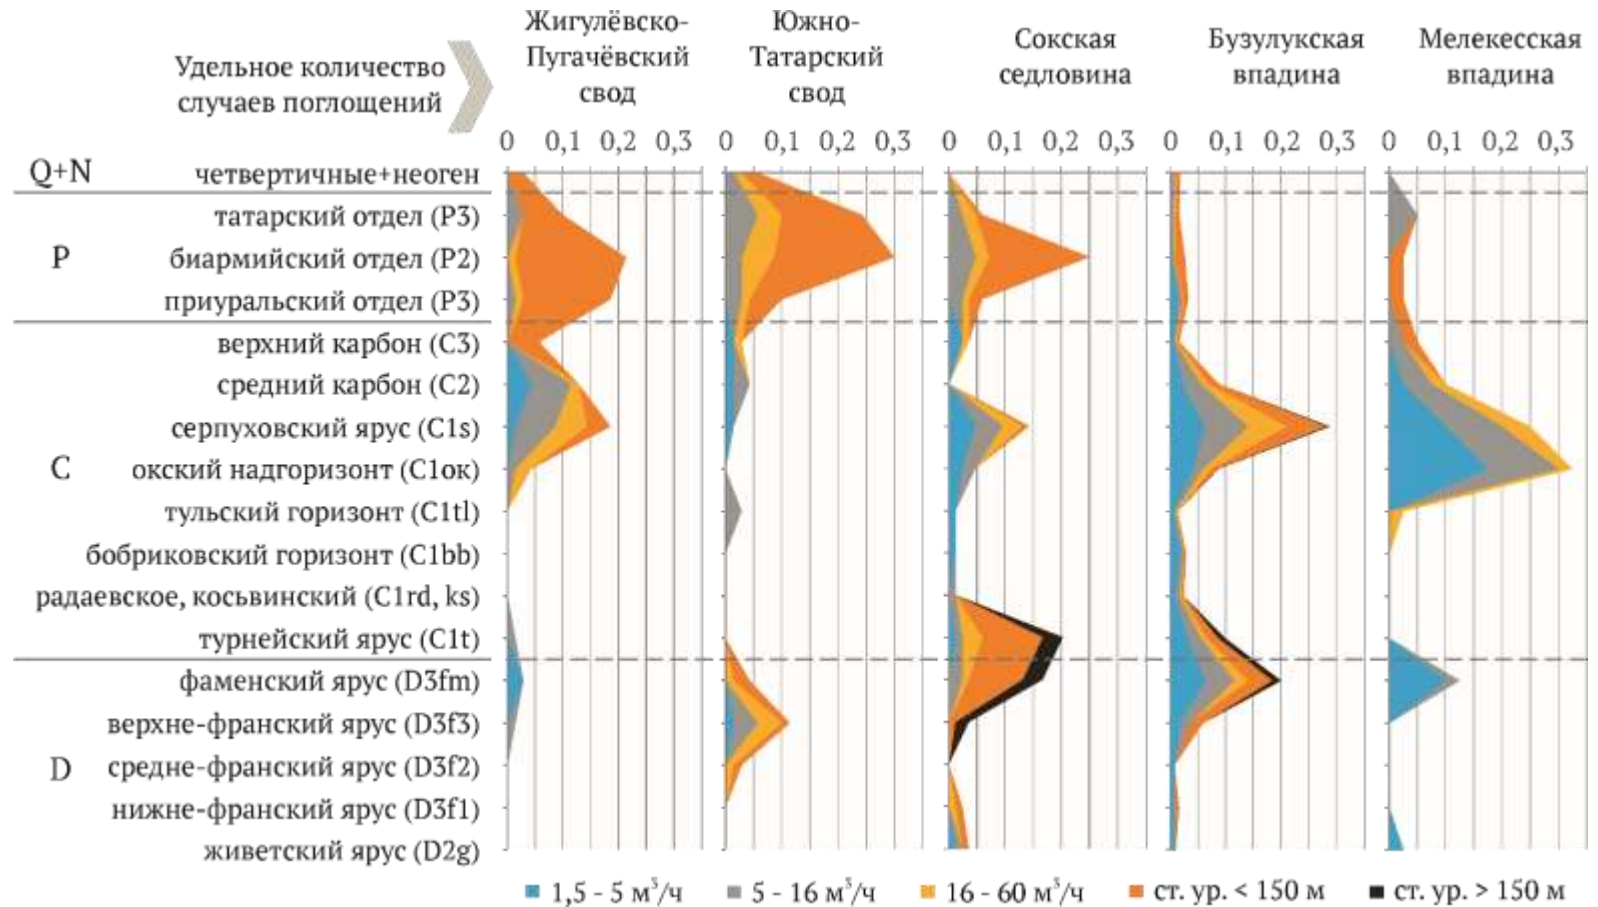 Удельное количество
случаев поглощений
Жигулёвско-
Пугачёвский
свод
Южно-
Татарский
свод
Сокская
седловина
Бузулукская
впадина
Мелекесская
впадина
0 0,1 0,2 0,3
0 0,1 0,2 0,3
0 0,1 0,2 0,3
0 0,1 0,2 0,3
0 0,1 0,2 0,3
Q+N
четвертичные+неоген
татарский отдел (P3)
P
биармийский отдел (P2)
приуральский отдел (P3)
верхний карбон (C3)
средний карбон (C2)
серпуховский ярус (C1s)
C
окский надгоризонт (C1ок)
тульский горизонт (C1tl)
бобриковский горизонт (C1bb)
радаевское, косьвинский (C1rd, ks)
турнейский ярус (C1t)
фаменский ярус (D3fm)
верхне-франский ярус (D3f3)
D
средне-франский ярус (D3f2)
нижне-франский ярус (D3f1)
живетский ярус (D2g)
1,5 - 5 м³/ч
5 - 16 м³/ч
16 - 60 м³/ч
ст. ур. < 150 м
ст. ур. > 150 м